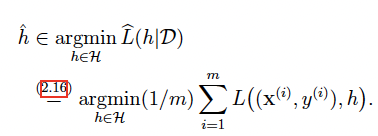 ĥ ∈ argmin_{h∈ℋ} L̂(h|𝒟)
(2.16)= argmin_{h∈ℋ} (1/m) ∑_{i=1}^{m} L((x^{(i)}, y^{(i)}), h).